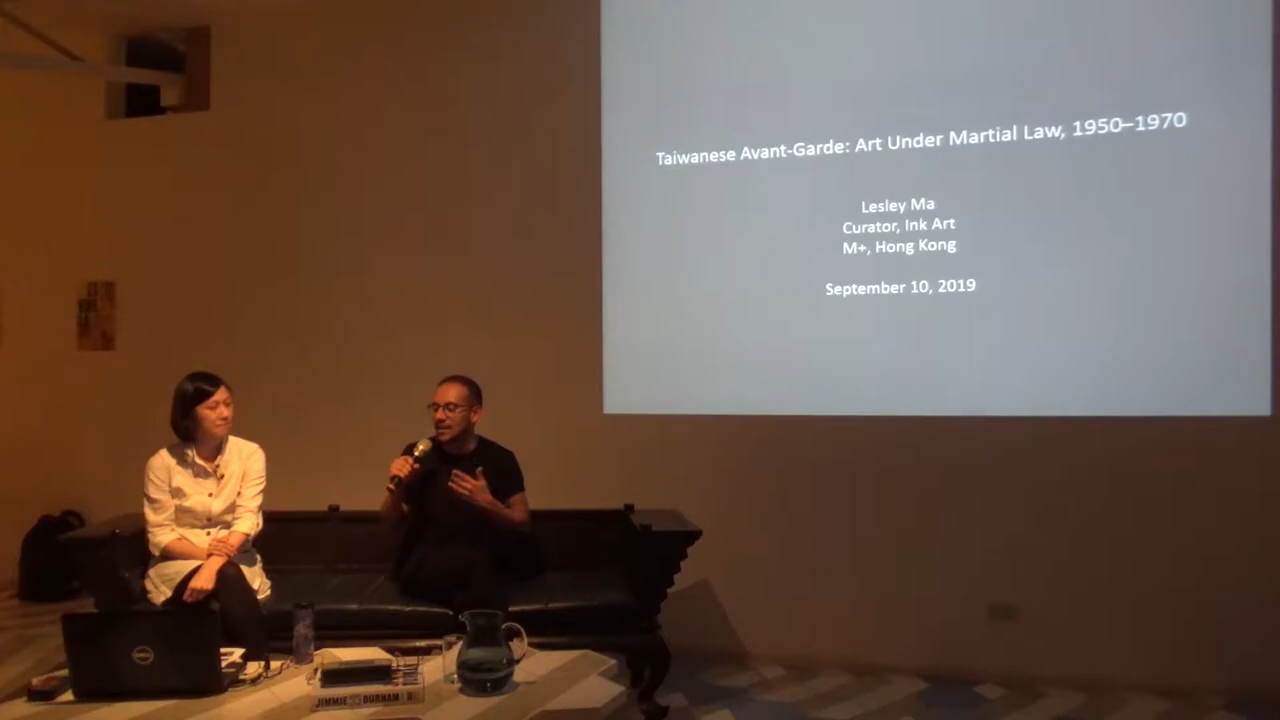 Taiwanese Avant-Garde: Art Under Martial Law, 1950–1970
Lesley Ma
Curator, Ink Art
M+, Hong Kong
September 10, 2019
DELL
JIMMIE DURHAM